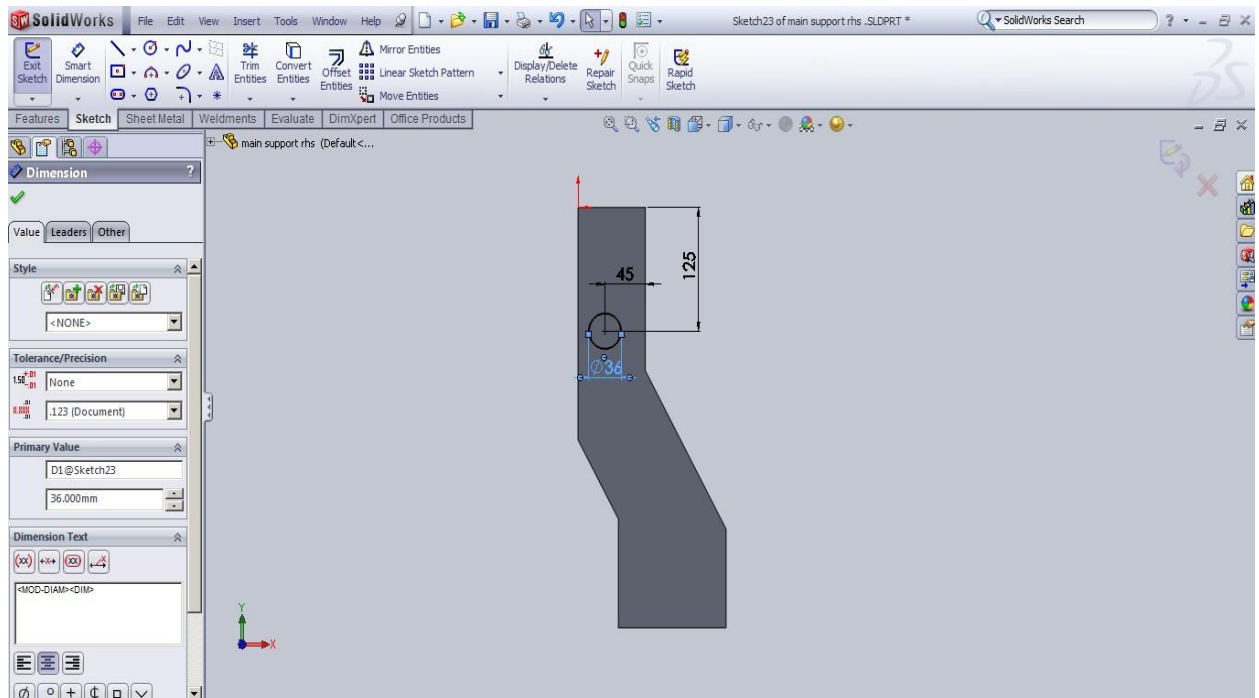 SolidWorks File Edit View Insert Tools Window Help Sketch23 of main support rhs .SLDPRT * SolidWorks Search ?
Exit Sketch
Smart Dimension
Trim Entities
Convert Entities
Offset Entities
Mirror Entities
Linear Sketch Pattern
Move Entities
Display/Delete Relations
Repair Sketch
Quick Snaps
Rapid Sketch
Features Sketch Sheet Metal Weldments Evaluate DimXpert Office Products
main support rhs (Default<...
Dimension ?
Value Leaders Other
Style
<NONE>
Tolerance/Precision
None
.123 (Document)
Primary Value
D1@Sketch23
36.000mm
Dimension Text
(xx) (xx)
<MOD-DIAM><DIM>
45
125
Ø36
Y
X